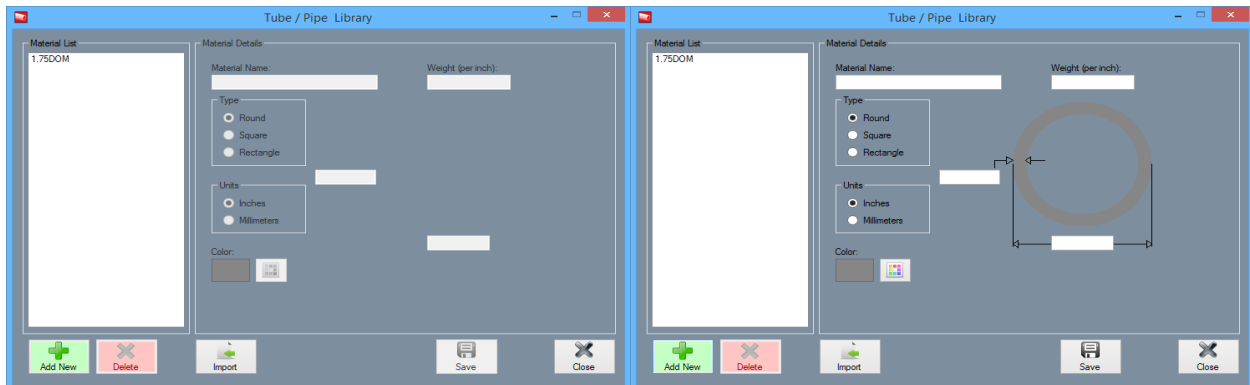 Tube / Pipe Library
Material List
1.75DOM
Material Details
Material Name:
Weight (per inch):
Type
Round
Square
Rectangle
Units
Inches
Millimeters
Color:
Add New
Delete
Import
Save
Close
Tube / Pipe Library
Material List
1.75DOM
Material Details
Material Name:
Weight (per inch):
Type
Round
Square
Rectangle
Units
Inches
Millimeters
Color:
Add New
Delete
Import
Save
Close